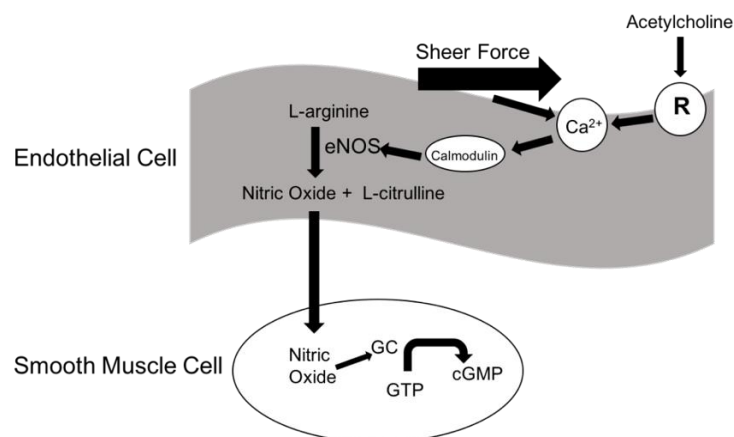 Acetylcholine
Sheer Force
R
L-arginine
Ca²⁺
eNOS
Calmodulin
Endothelial Cell
Nitric Oxide + L-citrulline
GC
Nitric
Oxide
Smooth Muscle Cell
cGMP
GTP